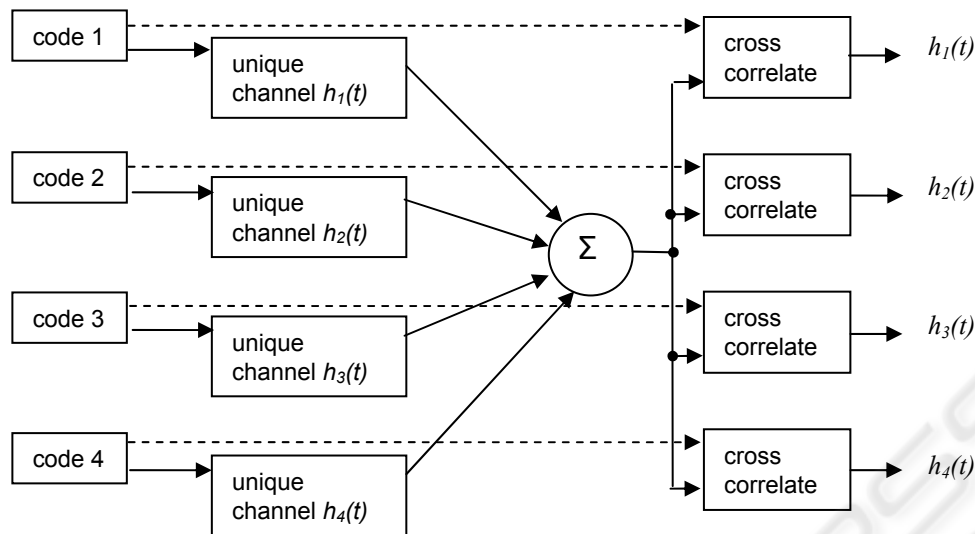 code 1
unique
channel h1(t)
cross
correlate
h1(t)
code 2
unique
channel h2(t)
cross
correlate
h2(t)
Σ
code 3
unique
channel h3(t)
cross
correlate
h3(t)
code 4
unique
channel h4(t)
cross
correlate
h4(t)